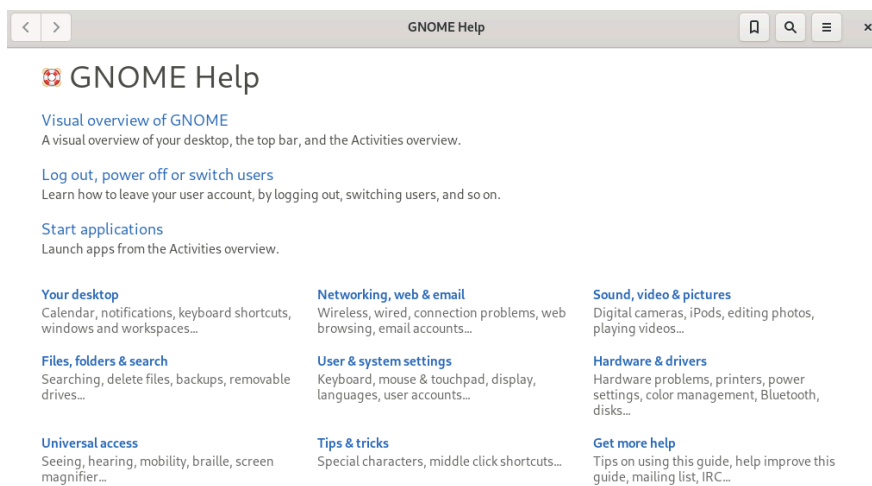 GNOME Help
GNOME Help
Visual overview of GNOME
A visual overview of your desktop, the top bar, and the Activities overview.
Log out, power off or switch users
Learn how to leave your user account, by logging out, switching users, and so on.
Start applications
Launch apps from the Activities overview.
Your desktop
Calendar, notifications, keyboard shortcuts,
windows and workspaces…
Networking, web & email
Wireless, wired, connection problems, web
browsing, email accounts…
Sound, video & pictures
Digital cameras, iPods, editing photos,
playing videos…
Files, folders & search
Searching, delete files, backups, removable
drives…
User & system settings
Keyboard, mouse & touchpad, display,
languages, user accounts…
Hardware & drivers
Hardware problems, printers, power
settings, color management, Bluetooth,
disks…
Universal access
Seeing, hearing, mobility, braille, screen
magnifier…
Tips & tricks
Special characters, middle click shortcuts…
Get more help
Tips on using this guide, help improve this
guide, mailing list, IRC…